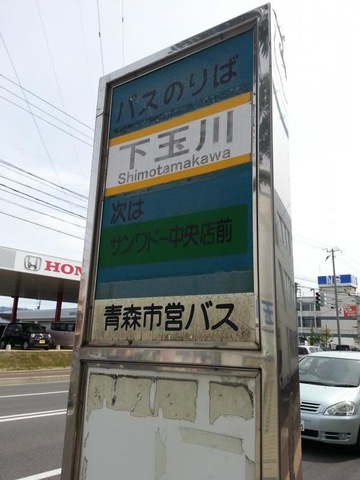 バスのりば
下玉川
Shimotamakawa
次は
サンワドー中央店前
青森市営バス
HON